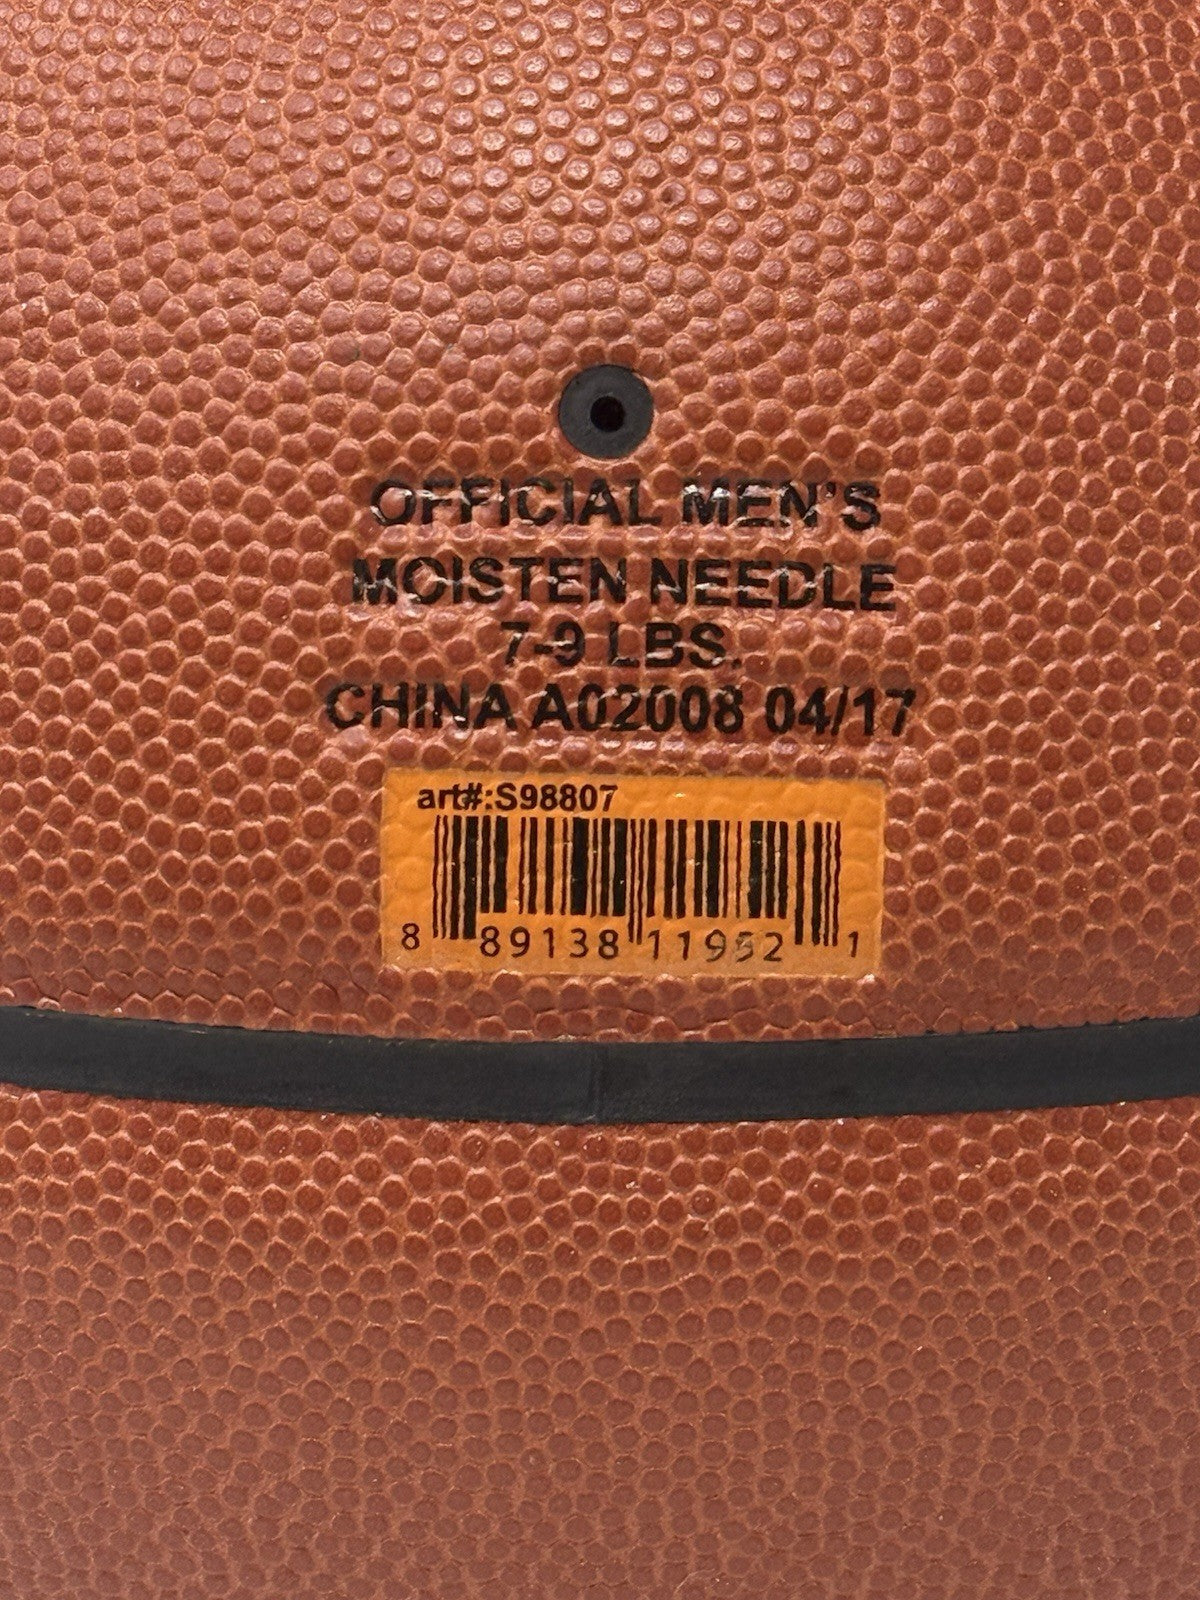 OFFICIAL MEN'S
MOISTEN NEEDLE
7-9 LBS.
CHINA A02008 04/17
art#:S98807
8 89138 11952 1